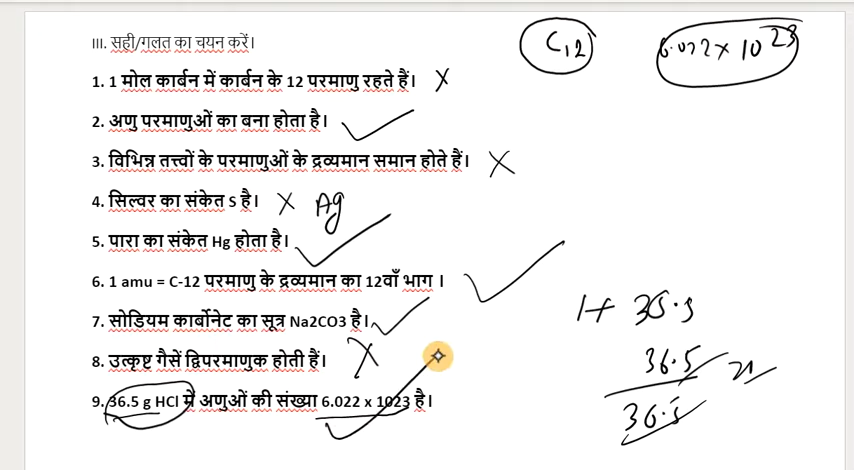 III. सही/गलत का चयन करें।
C12
6.022 x 10 23
1. 1 मोल कार्बन में कार्बन के 12 परमाणु रहते हैं। X
2. अणु परमाणुओं का बना होता है।
3. विभिन्न तत्त्वों के परमाणुओं के द्रव्यमान समान होते हैं। X
4. सिल्वर का संकेत S है। X Ag
5. पारा का संकेत Hg होता है।
6. 1 amu = C-12 परमाणु के द्रव्यमान का 12वाँ भाग ।
1+ 35.5
7. सोडियम कार्बोनेट का सूत्र Na2CO3 है।
8. उत्कृष्ट गैसें द्विपरमाणुक होती हैं। X
36.5
9. 36.5 g HCl में अणुओं की संख्या 6.022 x 1023 है।
36.5